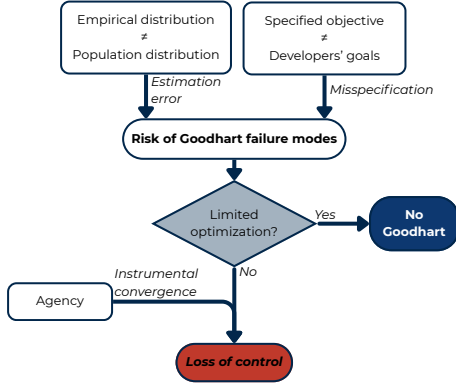 Empirical distribution
≠
Population distribution
Specified objective
≠
Developers' goals
Estimation
error
Misspecification
Risk of Goodhart failure modes
Limited
optimization?
Yes
No
Goodhart
No
Instrumental
convergence
Agency
Loss of control